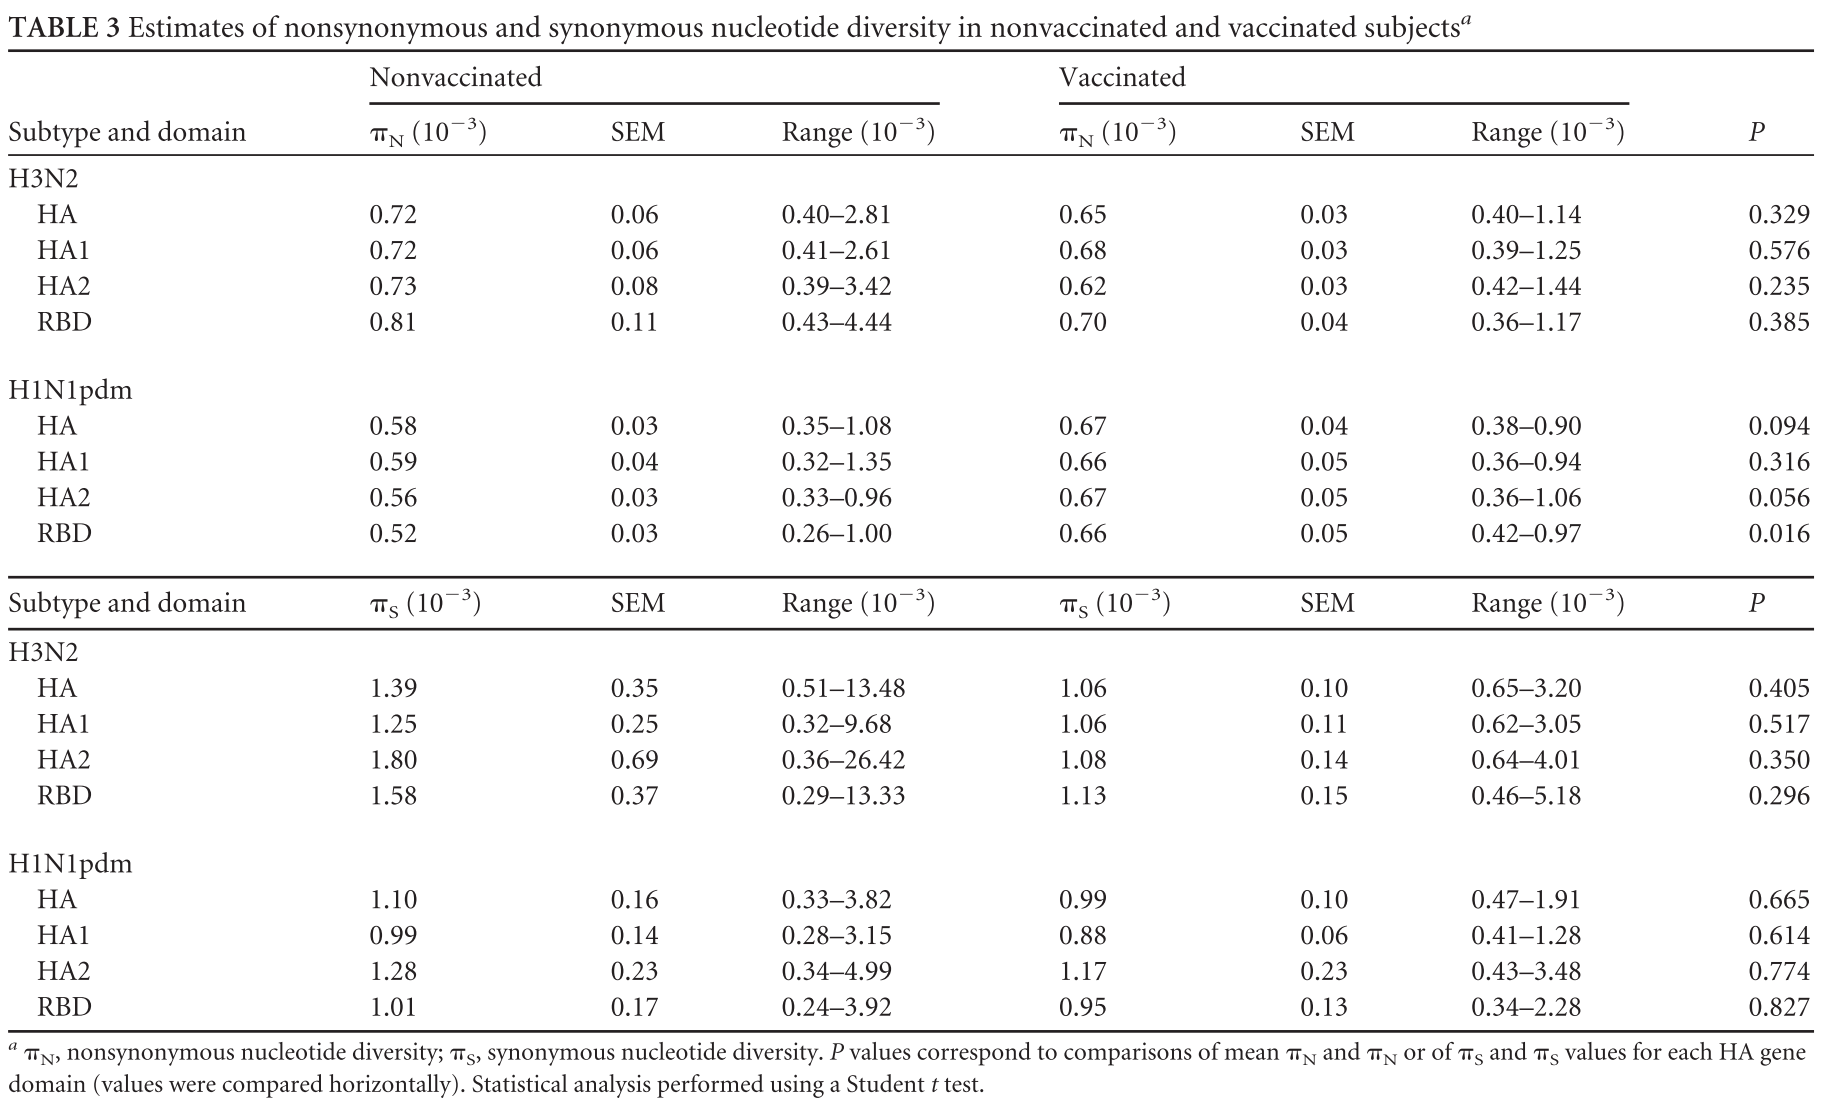 TABLE 3 Estimates of nonsynonymous and synonymous nucleotide diversity in nonvaccinated and vaccinated subjectsᵃ
Nonvaccinated Vaccinated
Subtype and domain πN (10⁻³) SEM Range (10⁻³) πN (10⁻³) SEM Range (10⁻³) P
H3N2
HA 0.72 0.06 0.40–2.81 0.65 0.03 0.40–1.14 0.329
HA1 0.72 0.06 0.41–2.61 0.68 0.03 0.39–1.25 0.576
HA2 0.73 0.08 0.39–3.42 0.62 0.03 0.42–1.44 0.235
RBD 0.81 0.11 0.43–4.44 0.70 0.04 0.36–1.17 0.385
H1N1pdm
HA 0.58 0.03 0.35–1.08 0.67 0.04 0.38–0.90 0.094
HA1 0.59 0.04 0.32–1.35 0.66 0.05 0.36–0.94 0.316
HA2 0.56 0.03 0.33–0.96 0.67 0.05 0.36–1.06 0.056
RBD 0.52 0.03 0.26–1.00 0.66 0.05 0.42–0.97 0.016
Subtype and domain πS (10⁻³) SEM Range (10⁻³) πS (10⁻³) SEM Range (10⁻³) P
H3N2
HA 1.39 0.35 0.51–13.48 1.06 0.10 0.65–3.20 0.405
HA1 1.25 0.25 0.32–9.68 1.06 0.11 0.62–3.05 0.517
HA2 1.80 0.69 0.36–26.42 1.08 0.14 0.64–4.01 0.350
RBD 1.58 0.37 0.29–13.33 1.13 0.15 0.46–5.18 0.296
H1N1pdm
HA 1.10 0.16 0.33–3.82 0.99 0.10 0.47–1.91 0.665
HA1 0.99 0.14 0.28–3.15 0.88 0.06 0.41–1.28 0.614
HA2 1.28 0.23 0.34–4.99 1.17 0.23 0.43–3.48 0.774
RBD 1.01 0.17 0.24–3.92 0.95 0.13 0.34–2.28 0.827
ᵃ πN, nonsynonymous nucleotide diversity; πS, synonymous nucleotide diversity. P values correspond to comparisons of mean πN and πN or of πS and πS values for each HA gene
domain (values were compared horizontally). Statistical analysis performed using a Student t test.